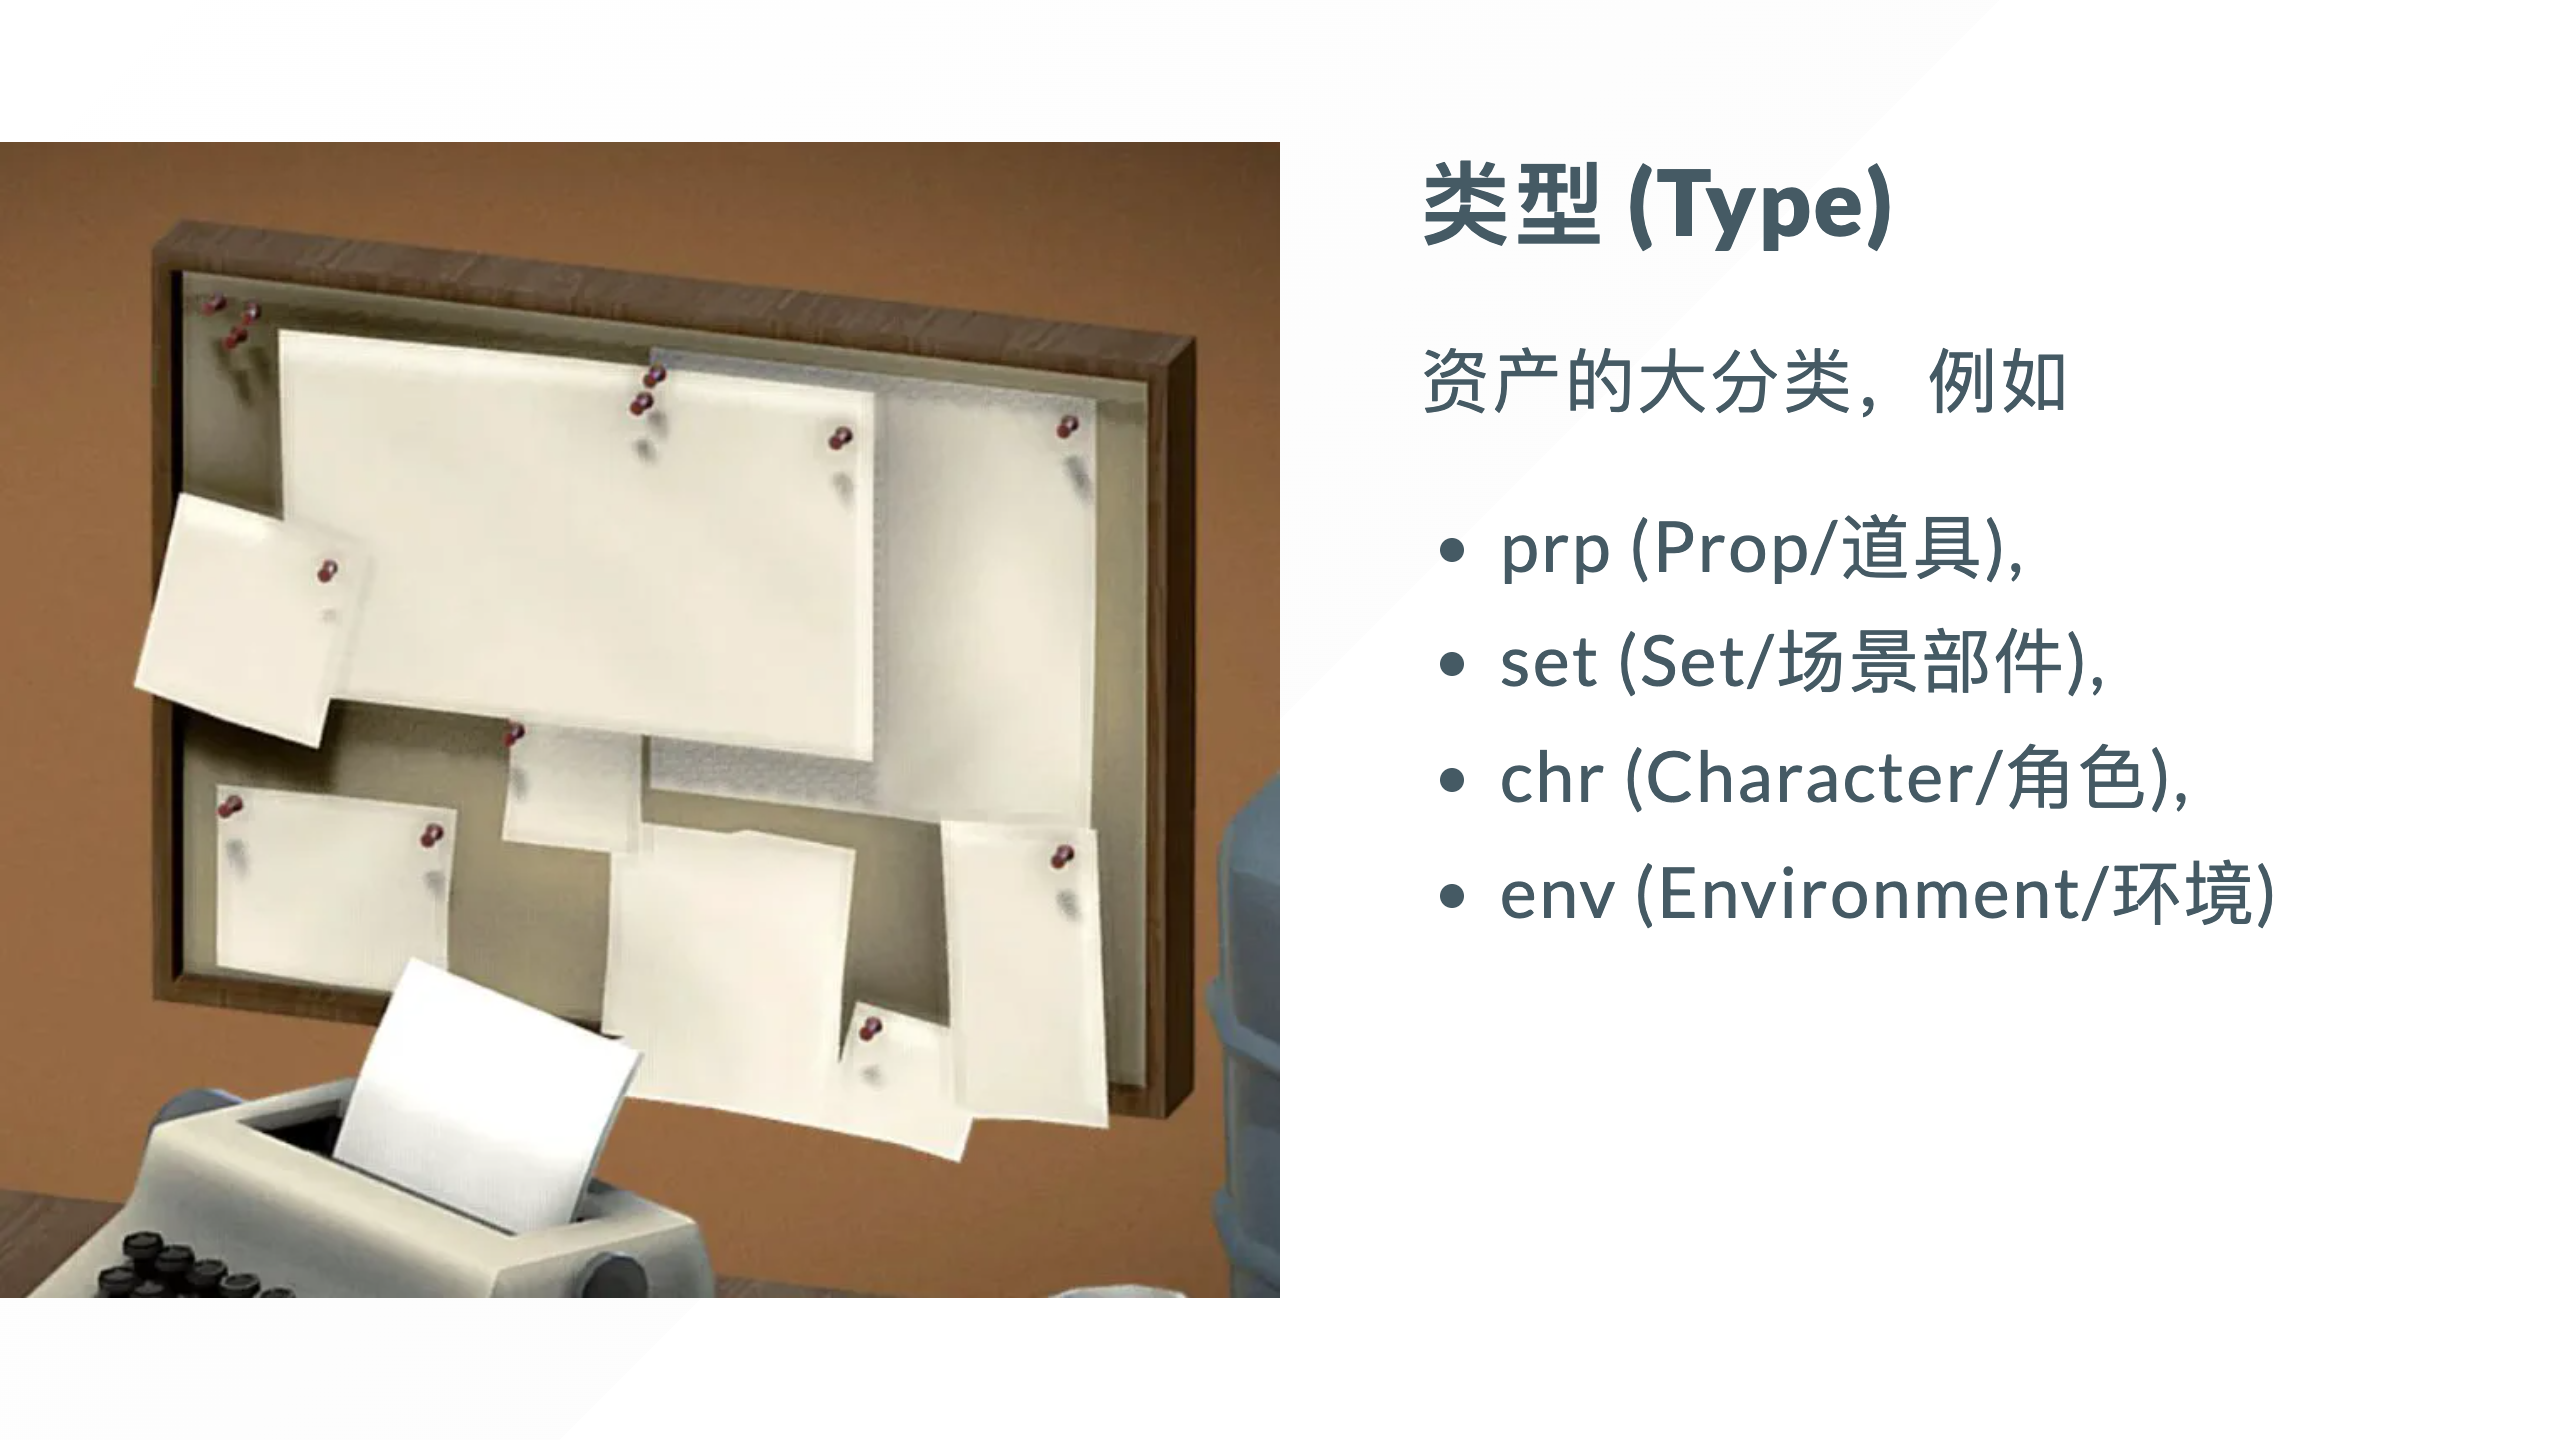 类型 (Type)
资产的大分类，例如
prp (Prop/道具),
set (Set/场景部件),
chr (Character/角色),
env (Environment/环境)